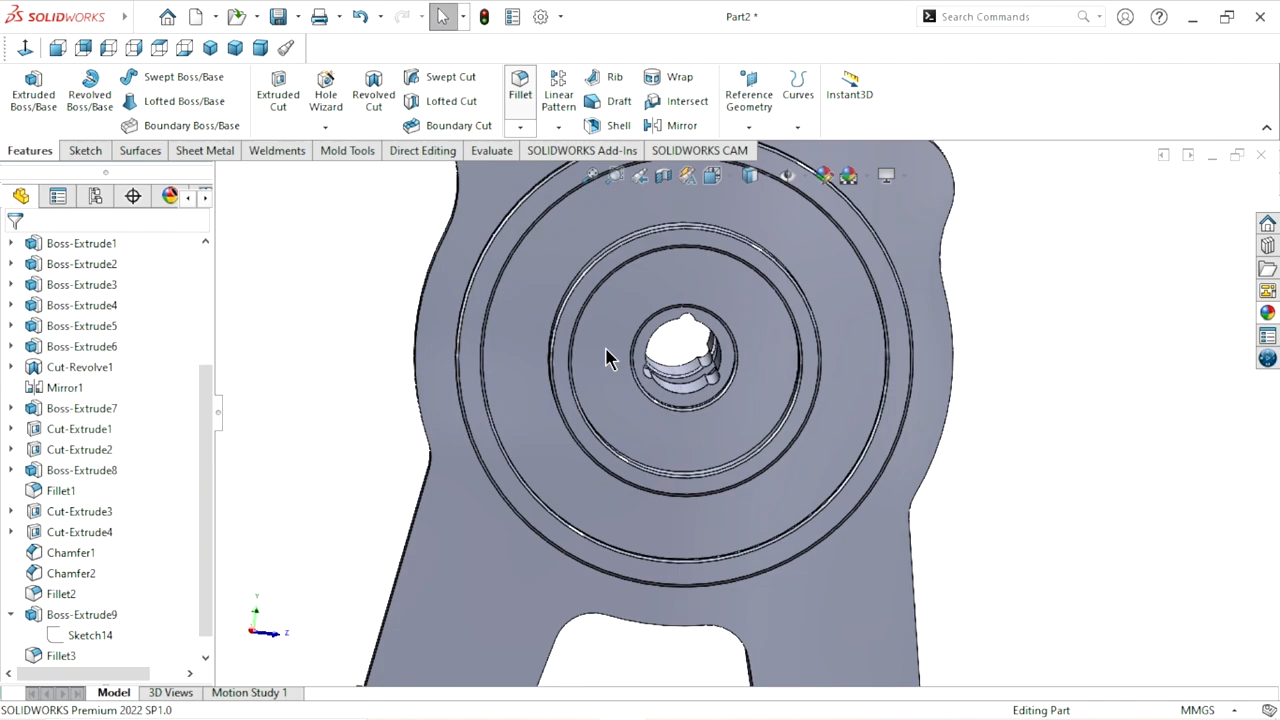 SOLIDWORKS
Part2 *
Search Commands
Extruded Boss/Base
Revolved Boss/Base
Swept Boss/Base
Lofted Boss/Base
Boundary Boss/Base
Extruded Cut
Hole Wizard
Revolved Cut
Swept Cut
Lofted Cut
Boundary Cut
Fillet
Linear Pattern
Rib
Draft
Shell
Wrap
Intersect
Mirror
Reference Geometry
Curves
Instant3D
Features
Sketch
Surfaces
Sheet Metal
Weldments
Mold Tools
Direct Editing
Evaluate
SOLIDWORKS Add-Ins
SOLIDWORKS CAM
Boss-Extrude1
Boss-Extrude2
Boss-Extrude3
Boss-Extrude4
Boss-Extrude5
Boss-Extrude6
Cut-Revolve1
Mirror1
Boss-Extrude7
Cut-Extrude1
Cut-Extrude2
Boss-Extrude8
Fillet1
Cut-Extrude3
Cut-Extrude4
Chamfer1
Chamfer2
Fillet2
Boss-Extrude9
Sketch14
Fillet3
Y
Z
Model
3D Views
Motion Study 1
SOLIDWORKS Premium 2022 SP1.0
Editing Part
MMGS